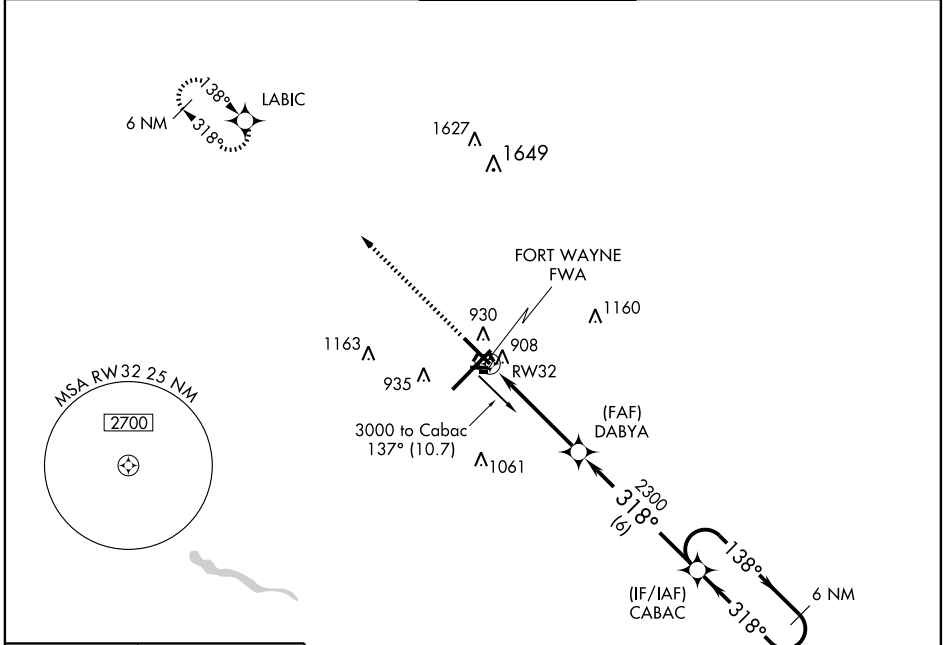 138°
LABIC
6 NM
318°
1627
1649
FORT WAYNE
FWA
930
1160
1163
908
935
RW32
MSA RW32 25 NM
2700
3000 to Cabac
137° (10.7)
(FAF)
DABYA
1061
2300
318°
(6)
138°
(IF/IAF)
CABAC
318°
6 NM